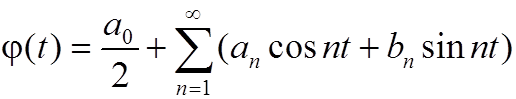 φ(t) = a₀/2 + ∑_{n=1}^{∞} (aₙ cos nt + bₙ sin nt)